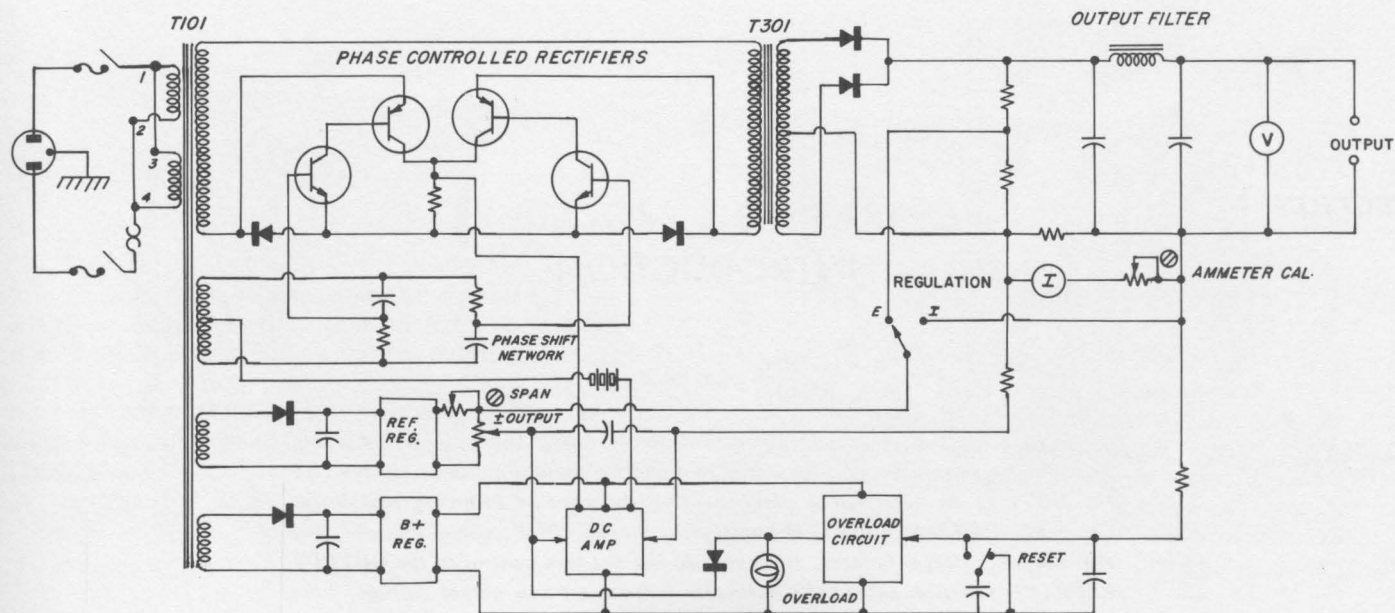 T101
T301
OUTPUT FILTER
PHASE CONTROLLED RECTIFIERS
1
2
3
4
V
OUTPUT
REGULATION
I
AMMETER CAL.
E
I
PHASE SHIFT
NETWORK
SPAN
± OUTPUT
REF.
REG.
B+
REG.
DC
AMP
OVERLOAD
CIRCUIT
RESET
OVERLOAD